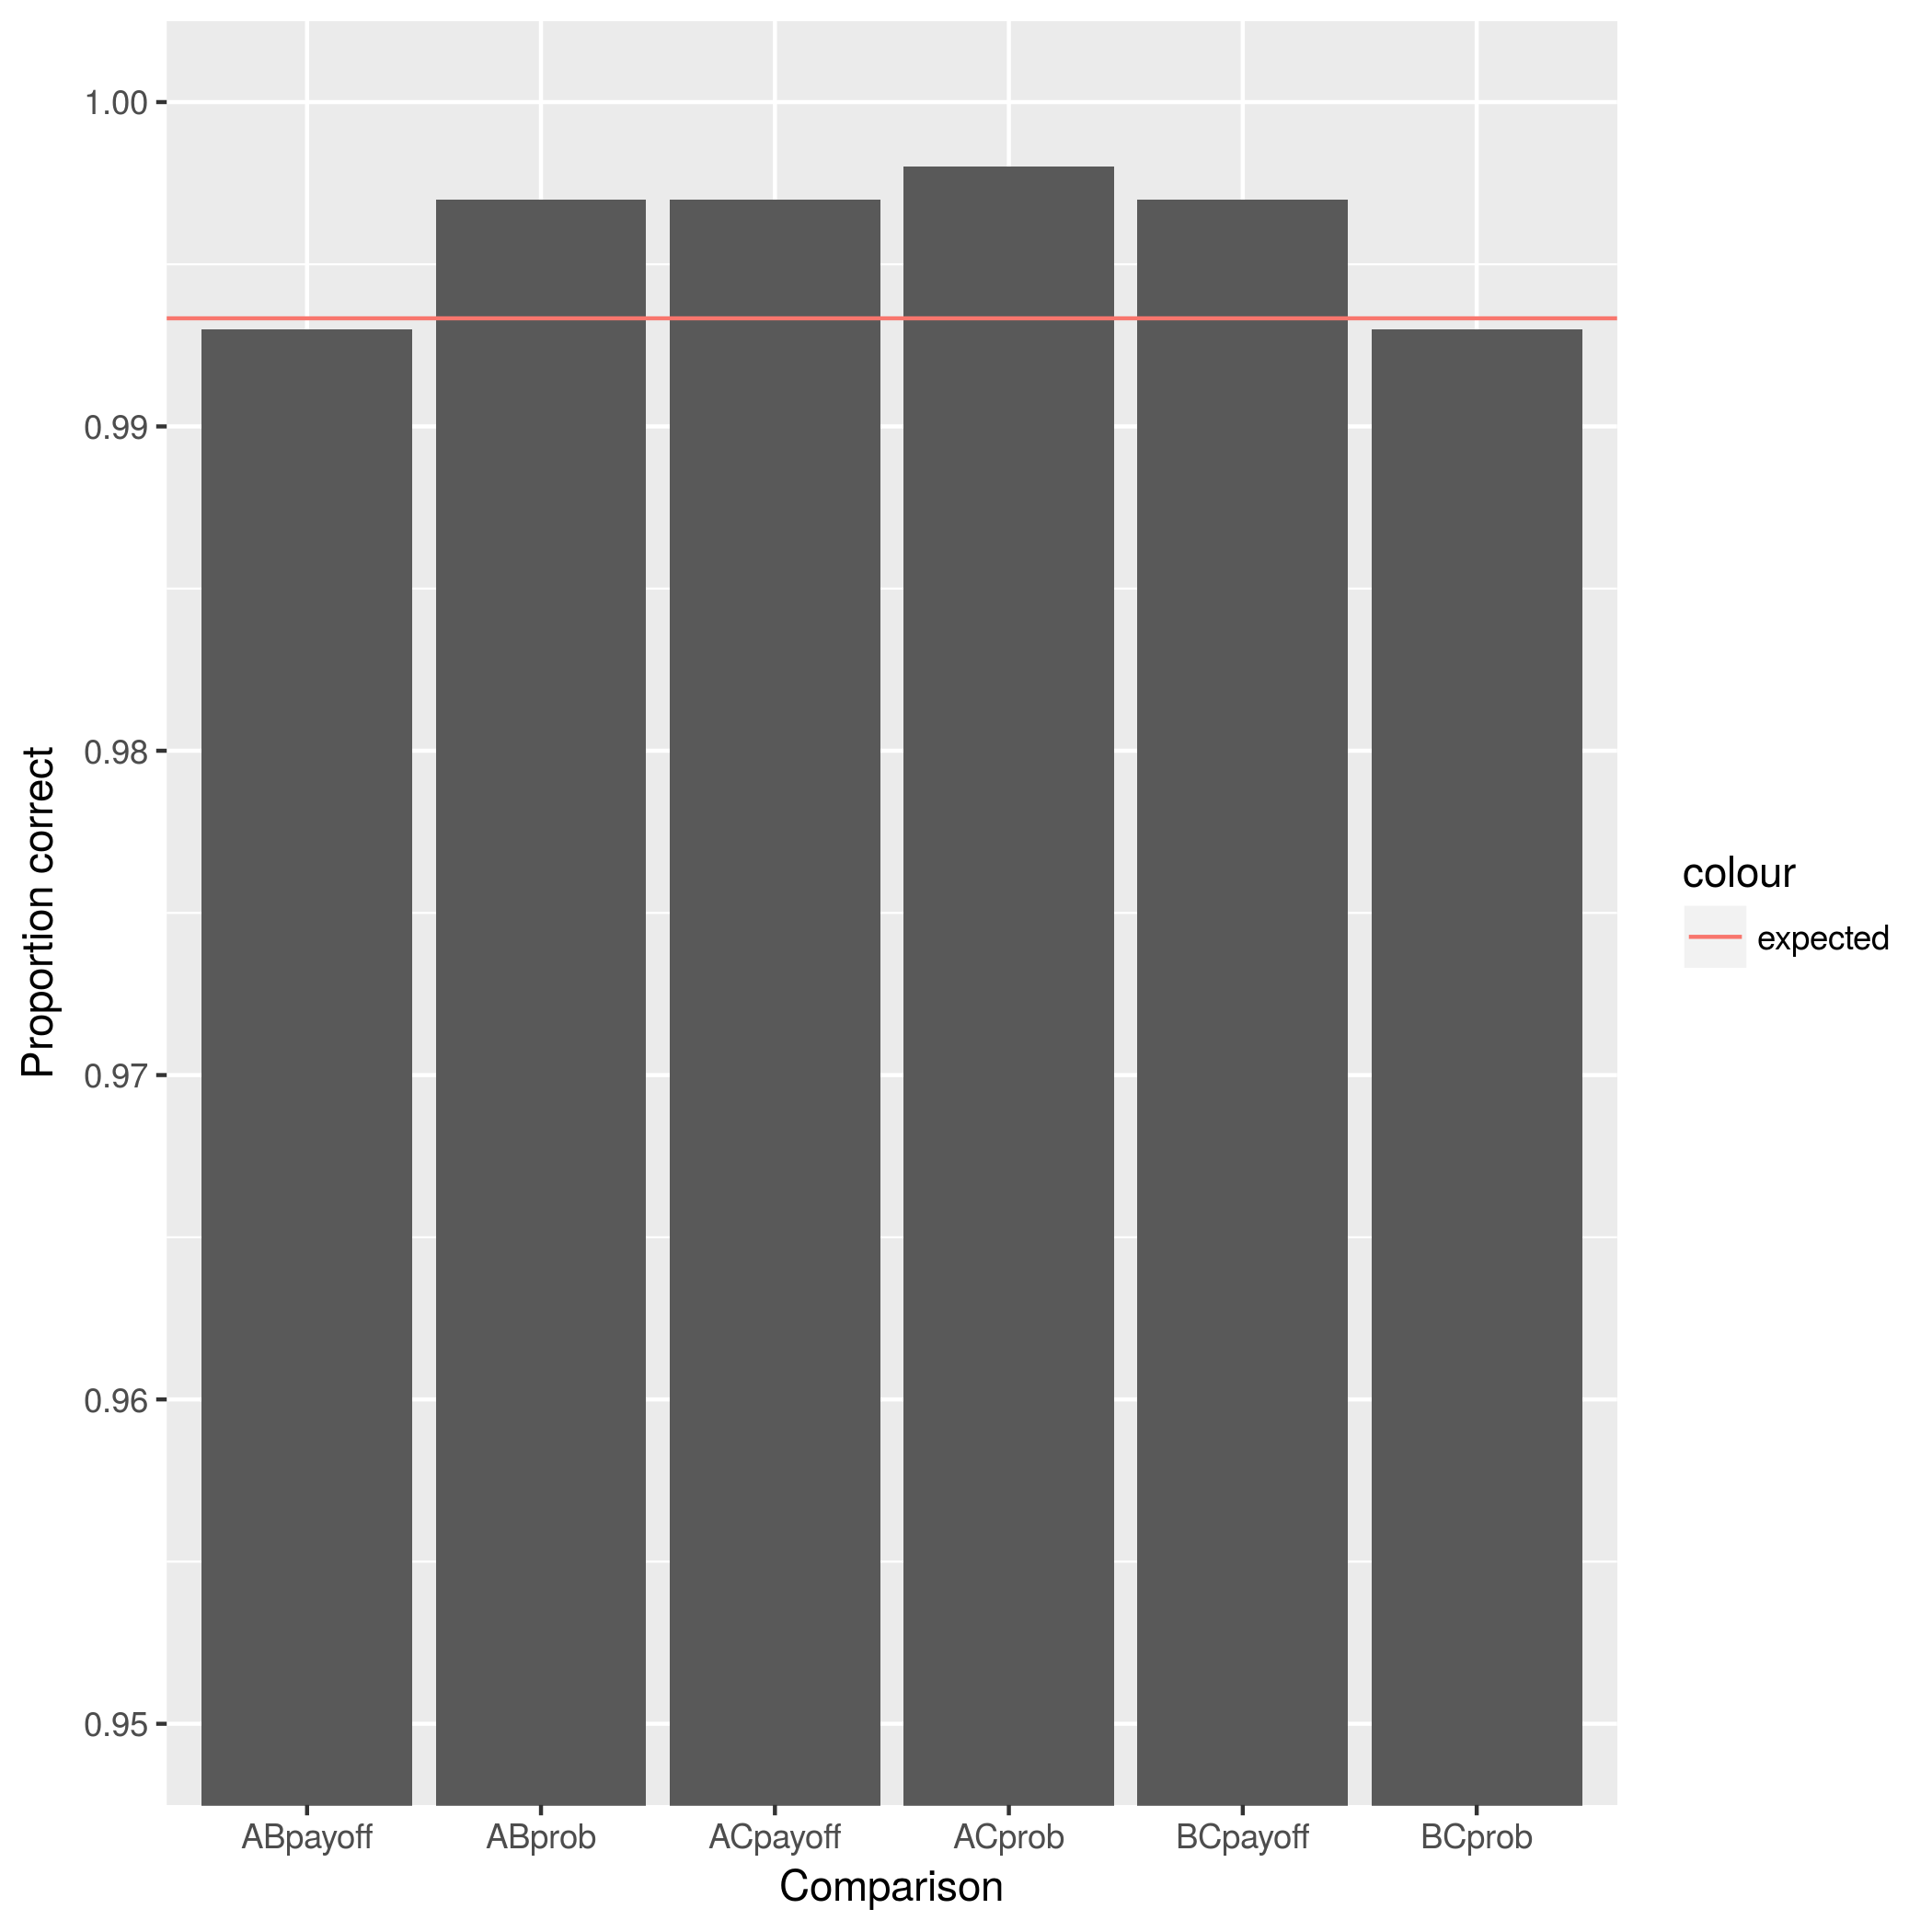 1.00
0.99
0.98
0.97
0.96
0.95
Proportion correct
ABpayoff ABprob ACpayoff ACprob BCpayoff BCprob
Comparison
colour
expected